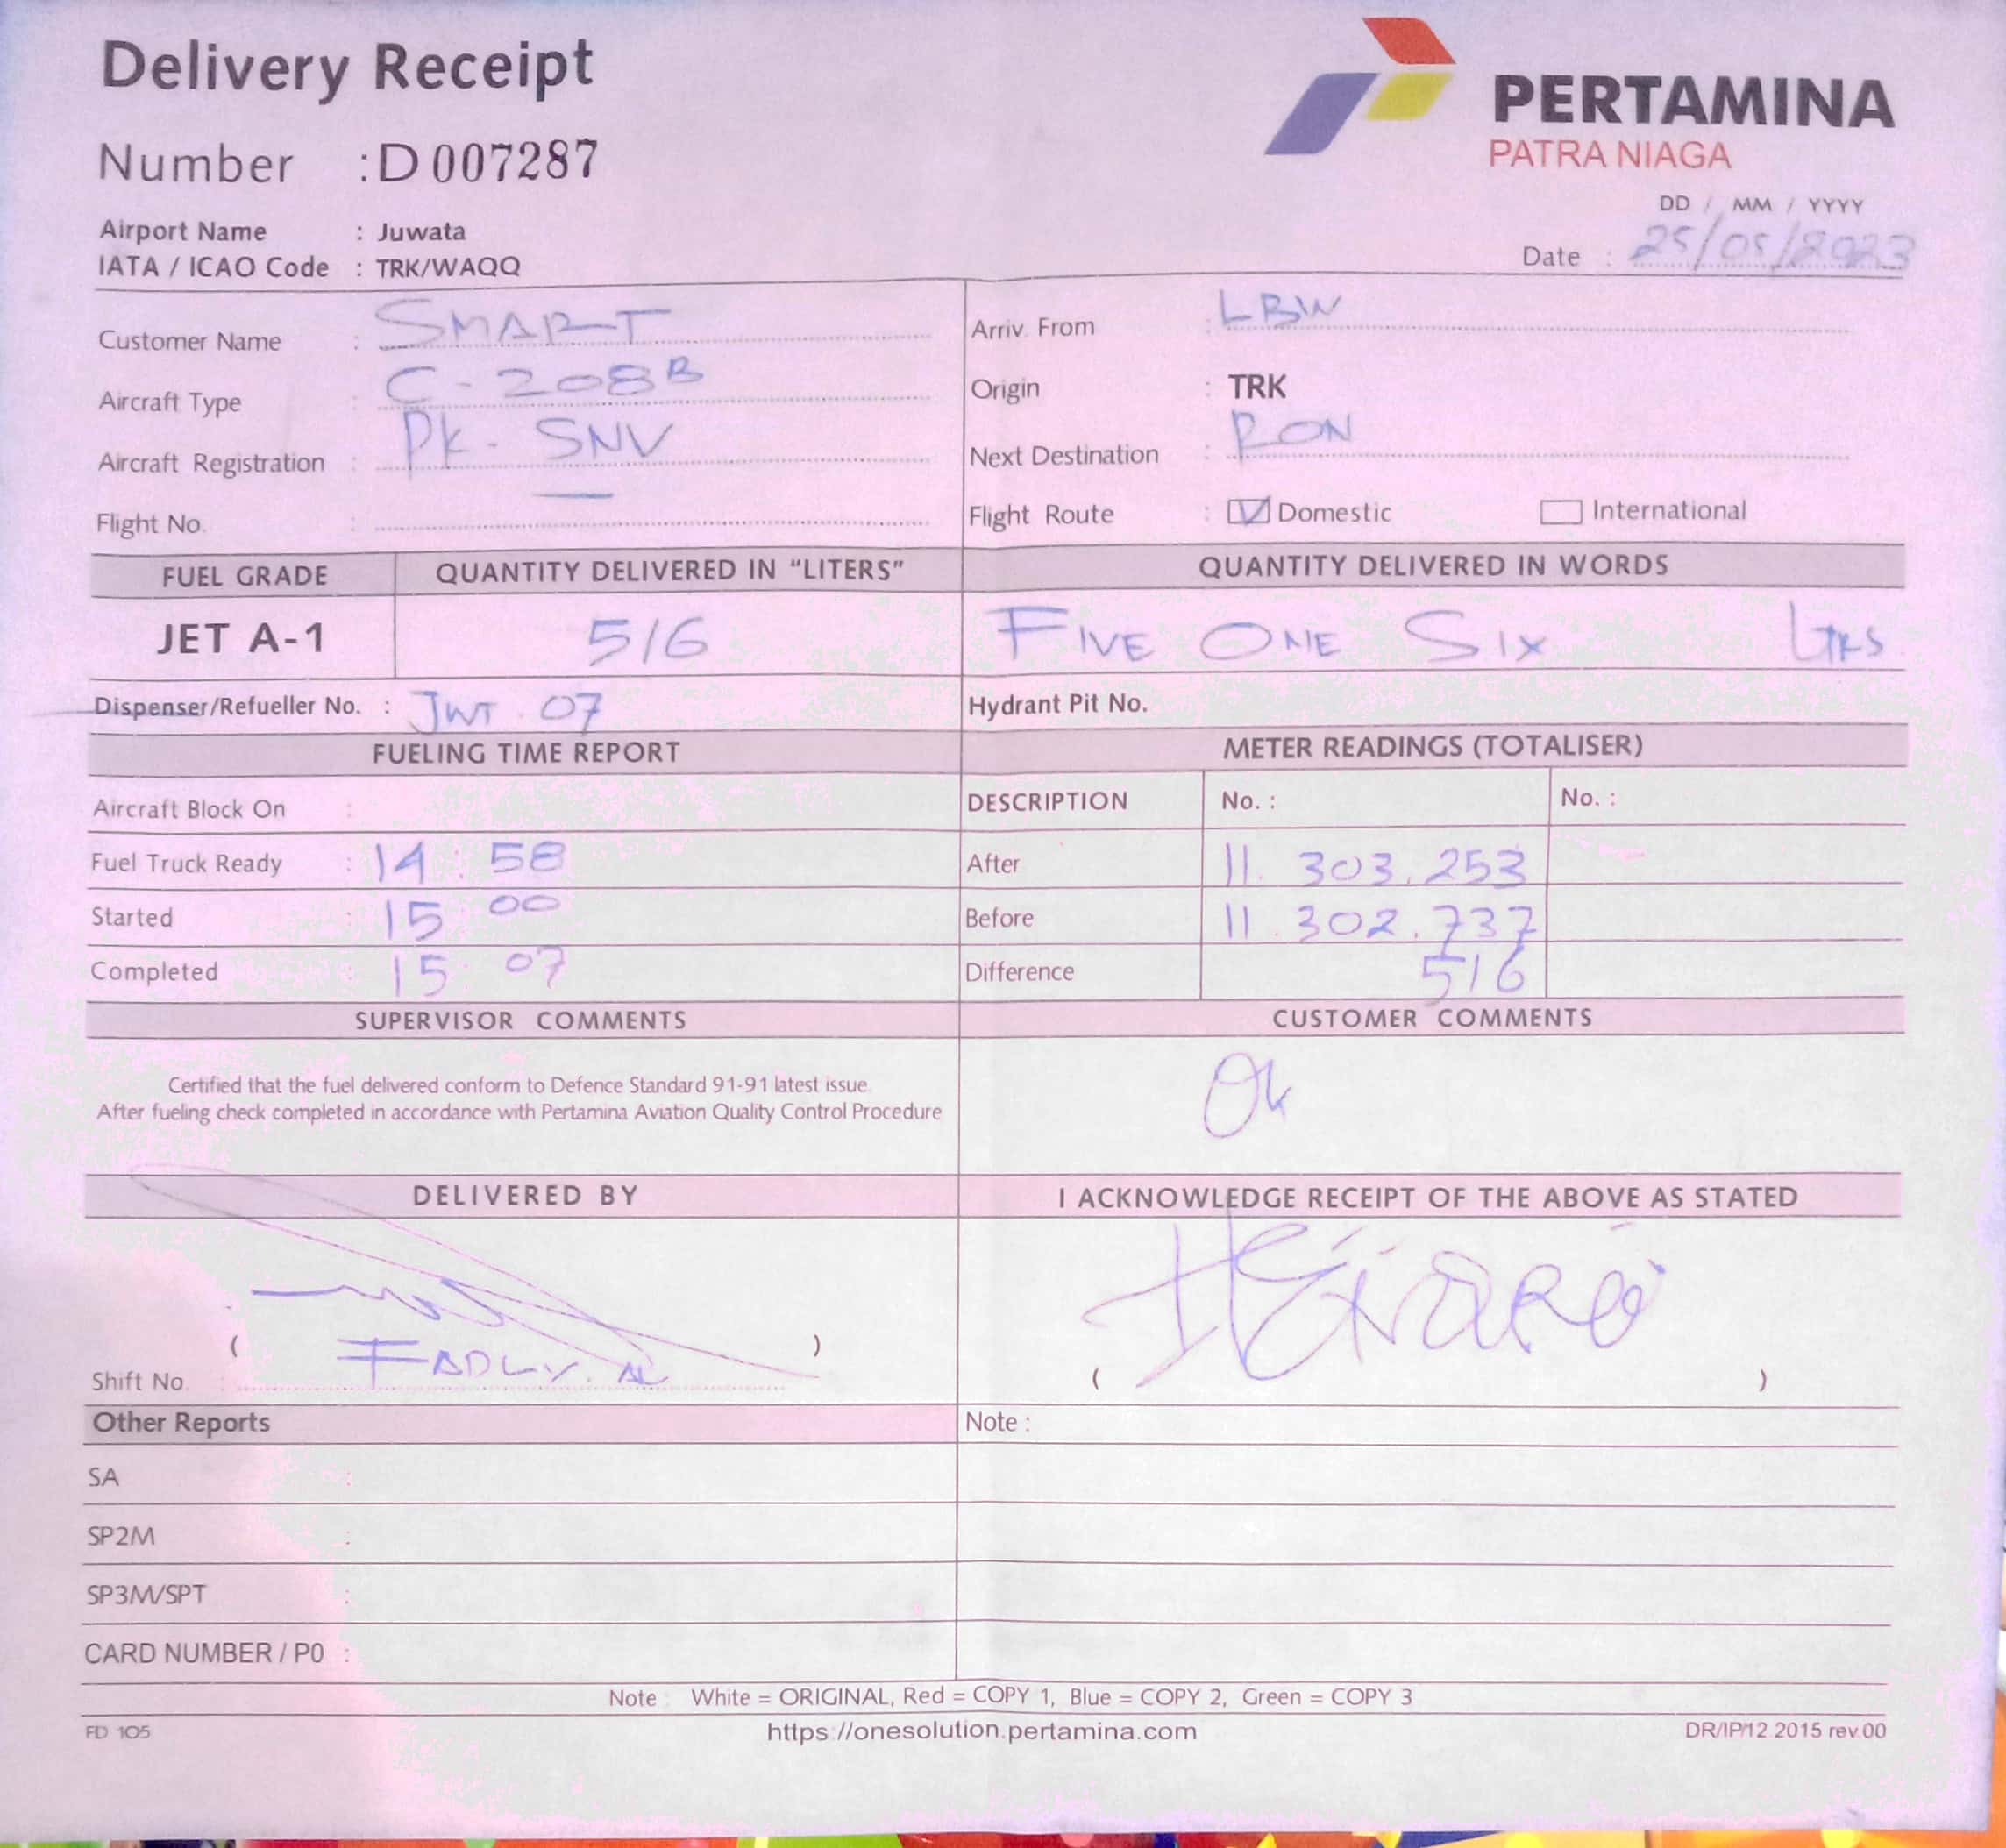 Delivery Receipt
PERTAMINA
PATRA NIAGA
Number : D 007287
Airport Name : Juwata
IATA / ICAO Code : TRK/WAQQ
DD / MM / YYYY
Date : 25/05/2023
Customer Name : SMART
Arriv. From : LBW
Aircraft Type : C-208B
Origin : TRK
Aircraft Registration : PK-SNV
Next Destination : RON
Flight No. : —
Flight Route : Domestic International
FUEL GRADE QUANTITY DELIVERED IN "LITERS" QUANTITY DELIVERED IN WORDS
JET A-1 516 FIVE ONE SIX LTRS
Dispenser/Refueller No. : JWT 07 Hydrant Pit No.
FUELING TIME REPORT METER READINGS (TOTALISER)
Aircraft Block On : DESCRIPTION No. : No. :
Fuel Truck Ready : 14 : 58 After 11.303.253
Started : 15 00 Before 11.302.737
Completed : 15 07 Difference 516
SUPERVISOR COMMENTS CUSTOMER COMMENTS
Certified that the fuel delivered conform to Defence Standard 91-91 latest issue.
After fueling check completed in accordance with Pertamina Aviation Quality Control Procedure
Ok
DELIVERED BY I ACKNOWLEDGE RECEIPT OF THE ABOVE AS STATED
( )
Shift No. : FADLY. AL
( )
Other Reports Note :
SA :
SP2M :
SP3M/SPT :
CARD NUMBER / P0 :
Note : White = ORIGINAL, Red = COPY 1, Blue = COPY 2, Green = COPY 3
FD 105 https://onesolution.pertamina.com DR/IP/12 2015 rev.00